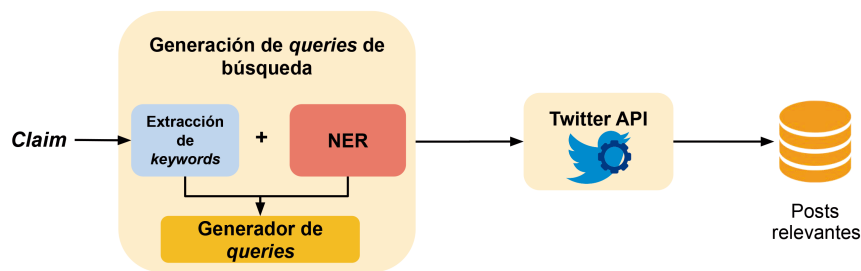 Generación de queries de
búsqueda
Claim
Extracción
de
keywords
+
NER
Generador de
queries
Twitter API
Posts
relevantes